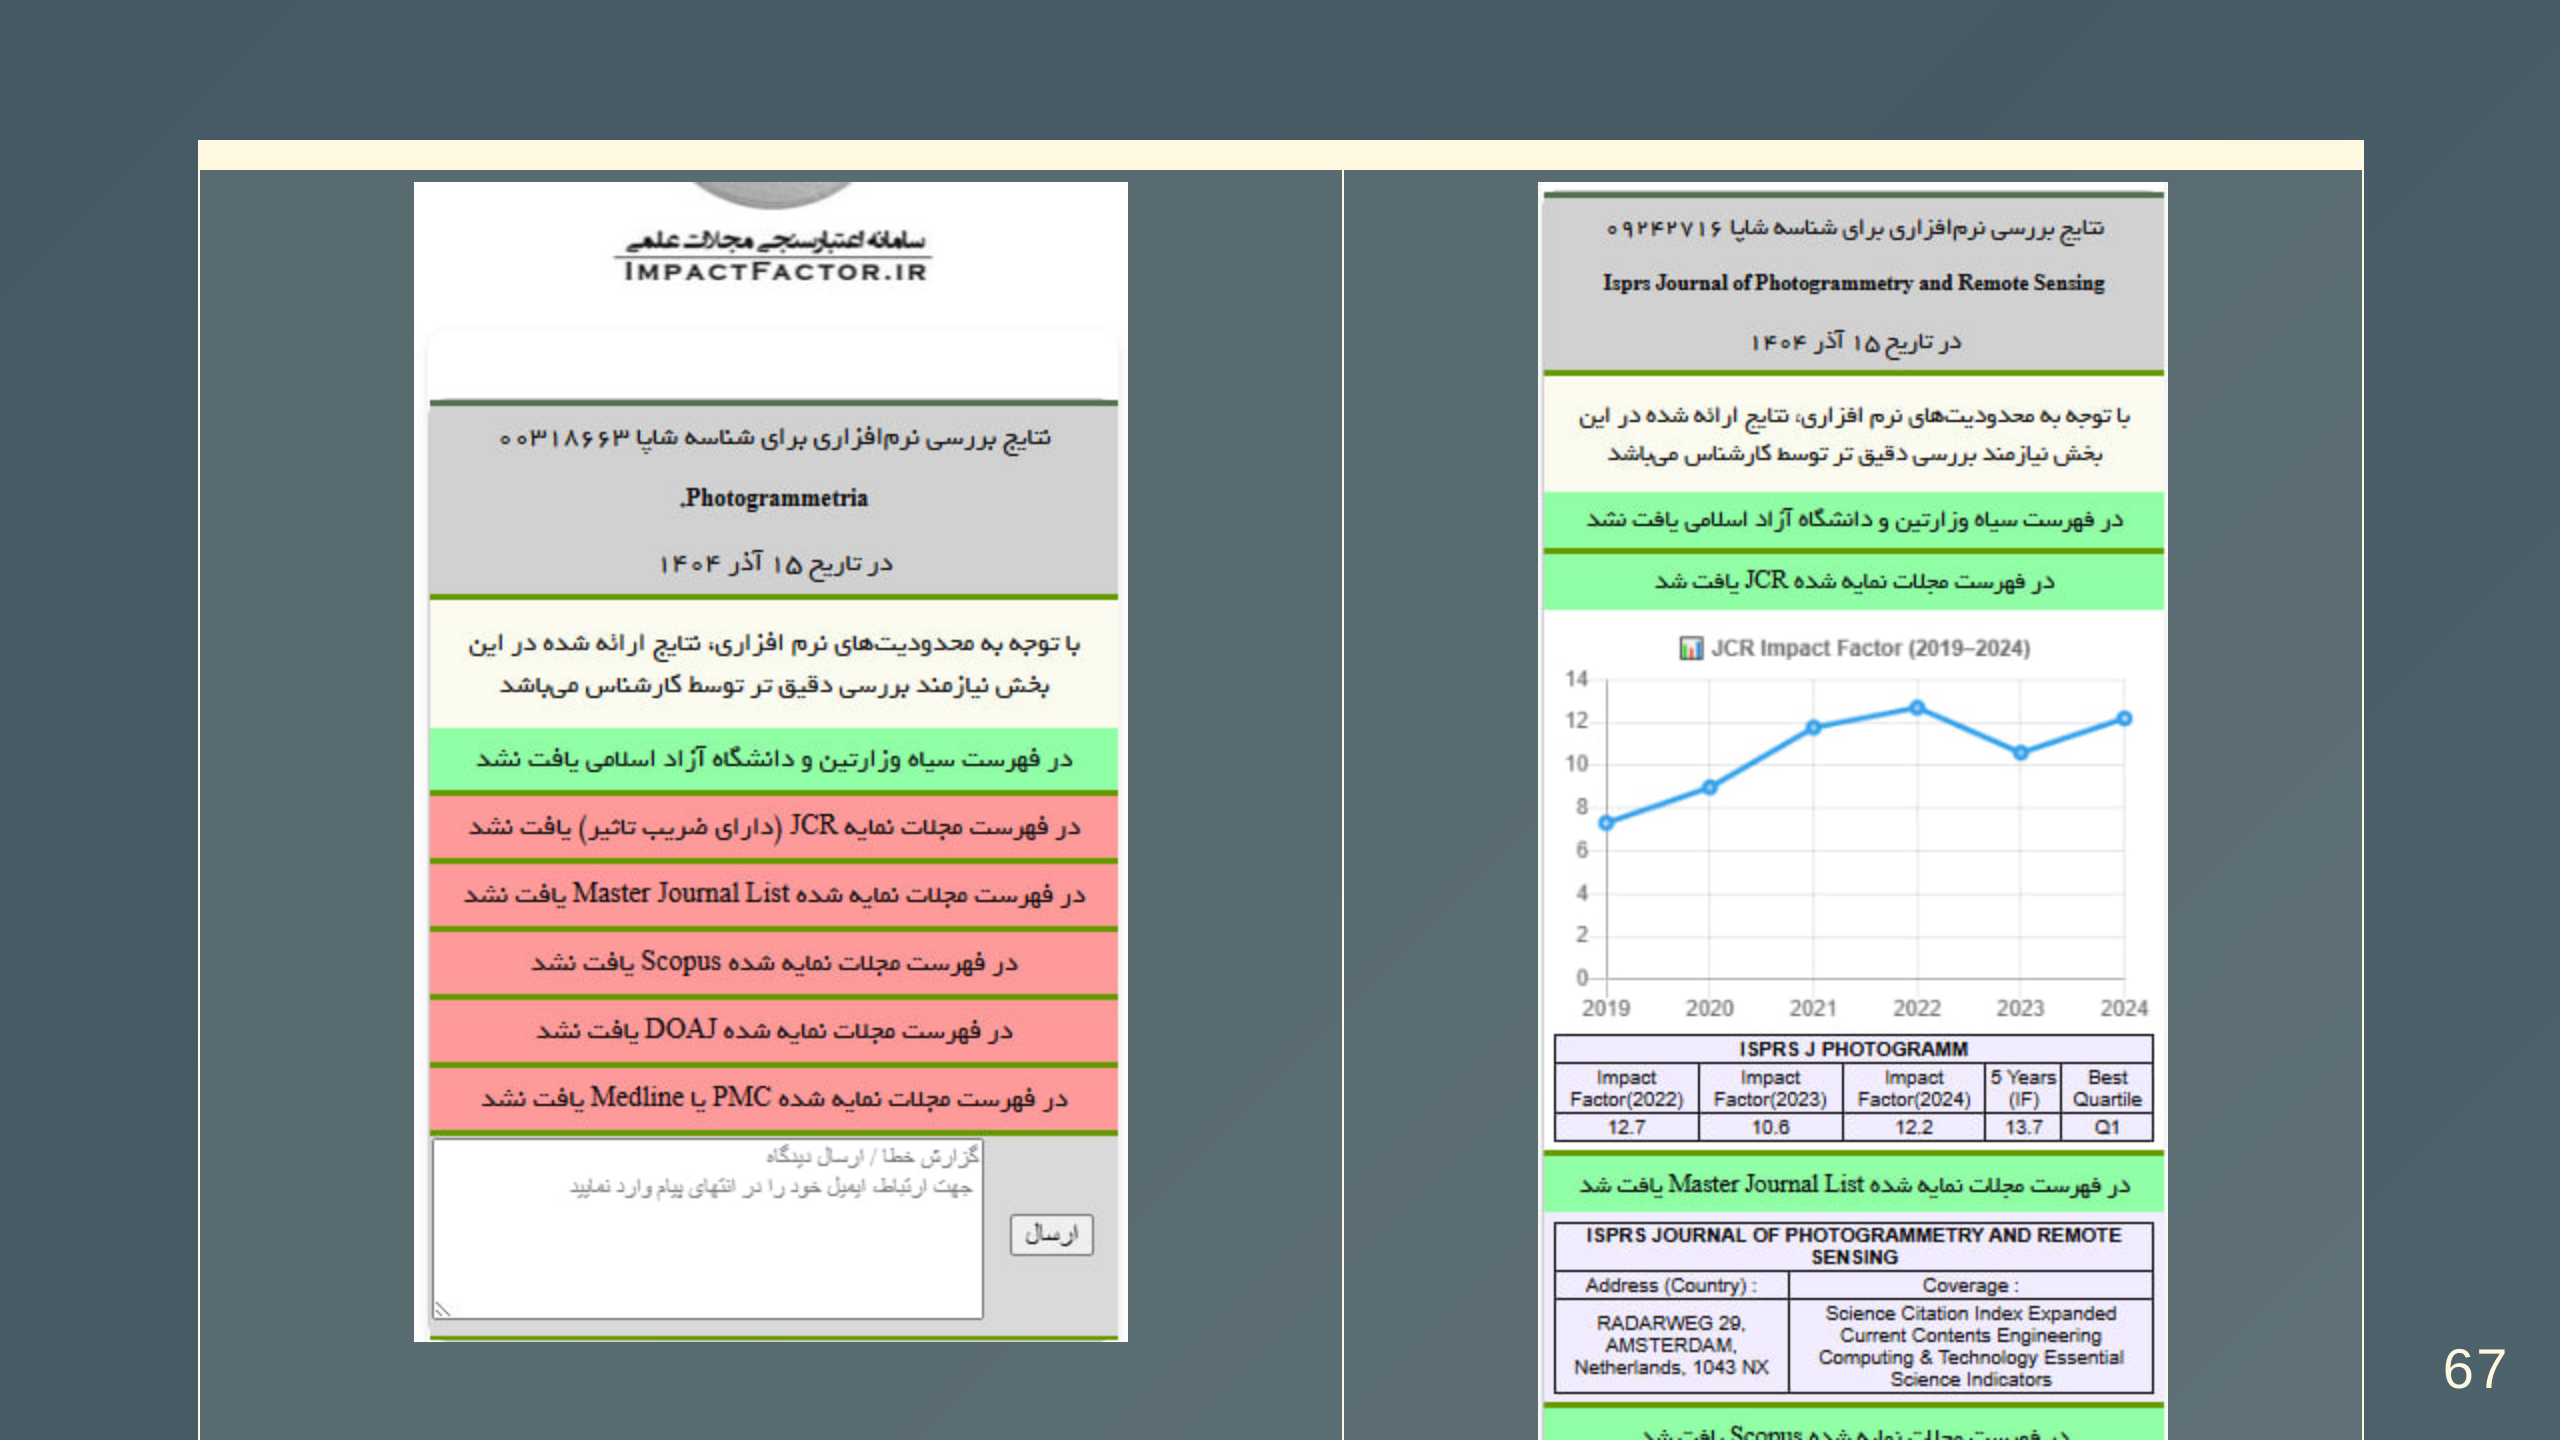 سامانه اعتبارسنجی مجلات علمی
IMPACTFACTOR.IR
نتایج بررسی نرم‌افزاری برای شناسه شاپا ۰۰۳۱۸۶۶۳
Photogrammetria.
در تاریخ ۱۵ آذر ۱۴۰۴
با توجه به محدودیت‌های نرم افزاری، نتایج ارائه شده در این
بخش نیازمند بررسی دقیق تر توسط کارشناس می‌باشد
در فهرست سیاه وزارتین و دانشگاه آزاد اسلامی یافت نشد
در فهرست مجلات نمایه JCR (دارای ضریب تاثیر) یافت نشد
در فهرست مجلات نمایه شده Master Journal List یافت نشد
در فهرست مجلات نمایه شده Scopus یافت نشد
در فهرست مجلات نمایه شده DOAJ یافت نشد
در فهرست مجلات نمایه شده PMC یا Medline یافت نشد
گزارش خطا / ارسال دیدگاه
جهت ارتباط، ایمیل خود را در انتهای پیام وارد نمایید
ارسال
نتایج بررسی نرم‌افزاری برای شناسه شاپا ۰۹۲۴۲۷۱۶
Isprs Journal of Photogrammetry and Remote Sensing
در تاریخ ۱۵ آذر ۱۴۰۴
با توجه به محدودیت‌های نرم افزاری، نتایج ارائه شده در این
بخش نیازمند بررسی دقیق تر توسط کارشناس می‌باشد
در فهرست سیاه وزارتین و دانشگاه آزاد اسلامی یافت نشد
در فهرست مجلات نمایه شده JCR یافت شد
JCR Impact Factor (2019–2024)
14
12
10
8
6
4
2
0
2019 2020 2021 2022 2023 2024
ISPRS J PHOTOGRAMM
Impact Factor(2022) Impact Factor(2023) Impact Factor(2024) 5 Years (IF) Best Quartile
12.7 10.6 12.2 13.7 Q1
در فهرست مجلات نمایه شده Master Journal List یافت شد
ISPRS JOURNAL OF PHOTOGRAMMETRY AND REMOTE
SENSING
Address (Country) : Coverage :
RADARWEG 29,
AMSTERDAM,
Netherlands, 1043 NX
Science Citation Index Expanded
Current Contents Engineering
Computing & Technology Essential
Science Indicators
در فهرست مجلات نمایه شده Scopus یافت شد
67